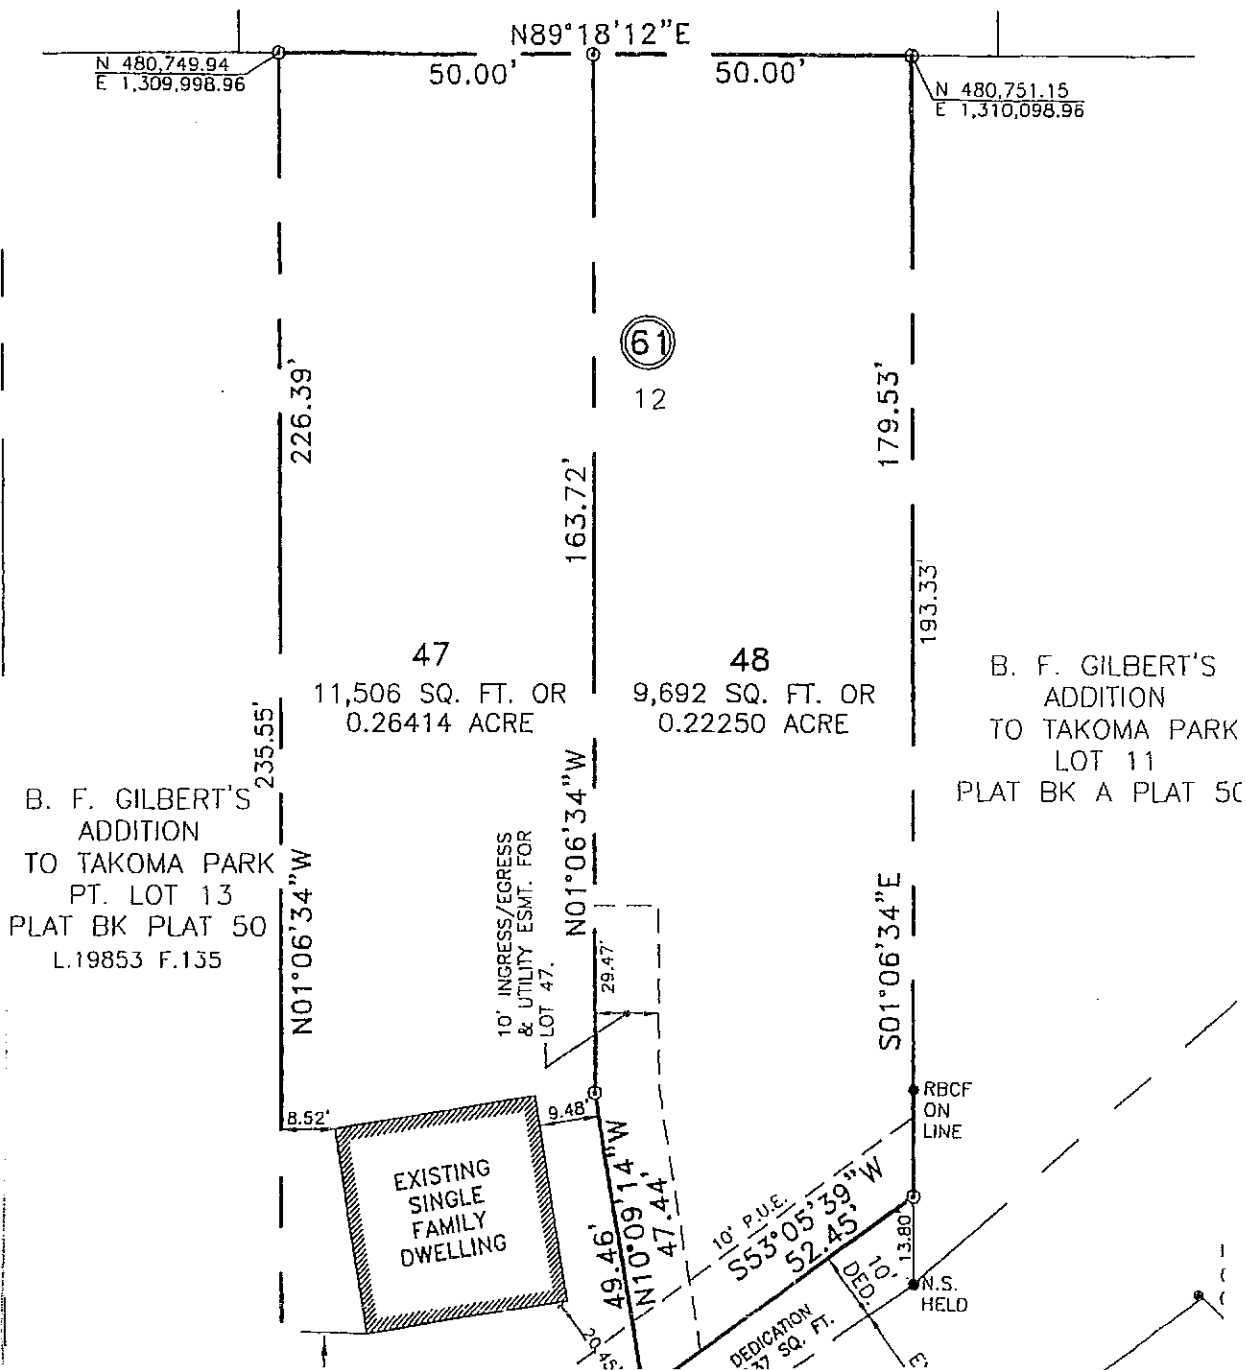 N89°18'12"E
50.00'
50.00'
N 480,749.94
E 1,309,998.96
N 480,751.15
E 1,310,098.96
61
12
226.39'
163.72'
179.53'
193.33'
235.55'
47
11,506 SQ. FT. OR
0.26414 ACRE
48
9,692 SQ. FT. OR
0.22250 ACRE
B. F. GILBERT'S
ADDITION
TO TAKOMA PARK
LOT 11
PLAT BK A PLAT
B. F. GILBERT'S
ADDITION
TO TAKOMA PARK
PT. LOT 13
PLAT BK PLAT 50
L.19853 F.135
N01°06'34"W
N01°06'34"W
S01°06'34"E
10' INGRESS/EGRESS
& UTILITY ESMT. FOR
LOT 47.
29.47'
8.52'
9.48'
EXISTING
SINGLE
FAMILY
DWELLING
49.46'
N10°09'14"W
47.44'
10' P.U.E.
S53°05'39"W
52.45'
RBCF
ON
LINE
13.80'
10'
DED.
N.S.
HELD
20.45'
DEDICATION
37 SQ. FT.